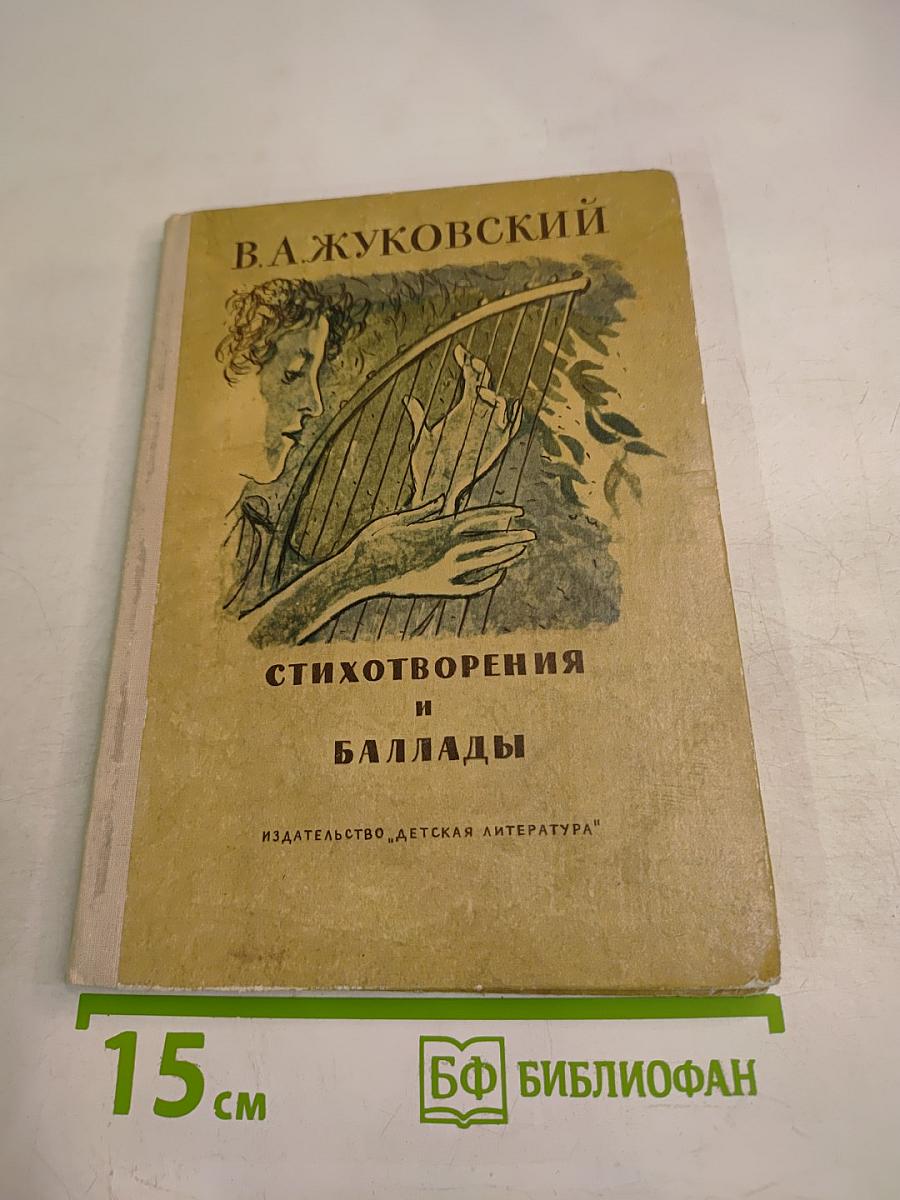 В.А.ЖУКОВСКИЙ
СТИХОТВОРЕНИЯ
И
БАЛЛАДЫ
ИЗДАТЕЛЬСТВО „ДЕТСКАЯ ЛИТЕРАТУРА"
15 см
БФ БИБЛИОФАН